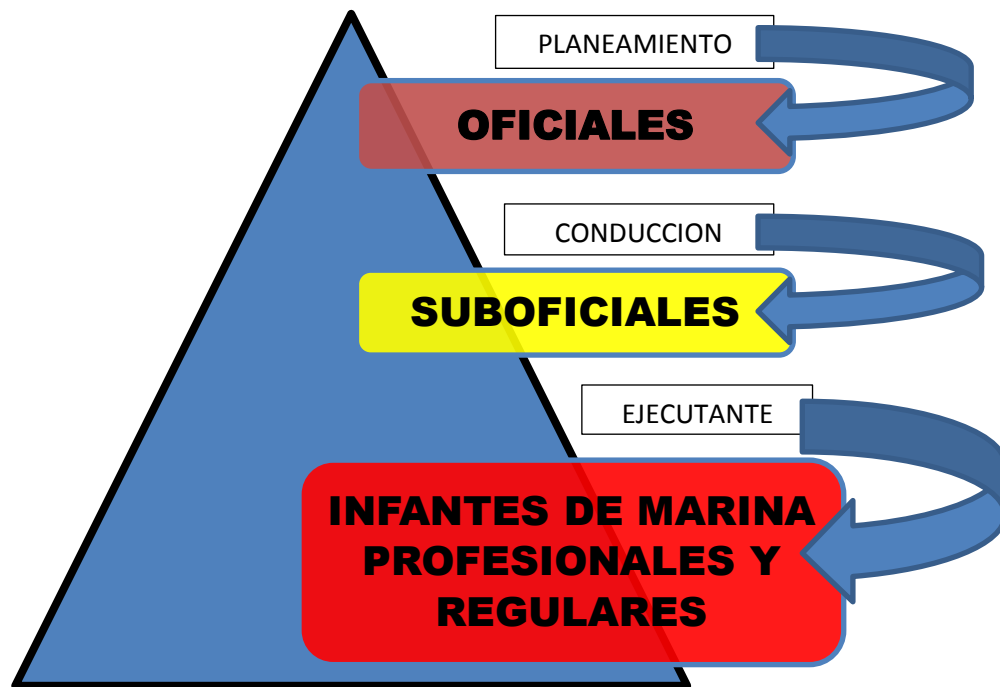 PLANEAMIENTO
OFICIALES
CONDUCCION
SUBOFICIALES
EJECUTANTE
INFANTES DE MARINA
PROFESIONALES Y
REGULARES